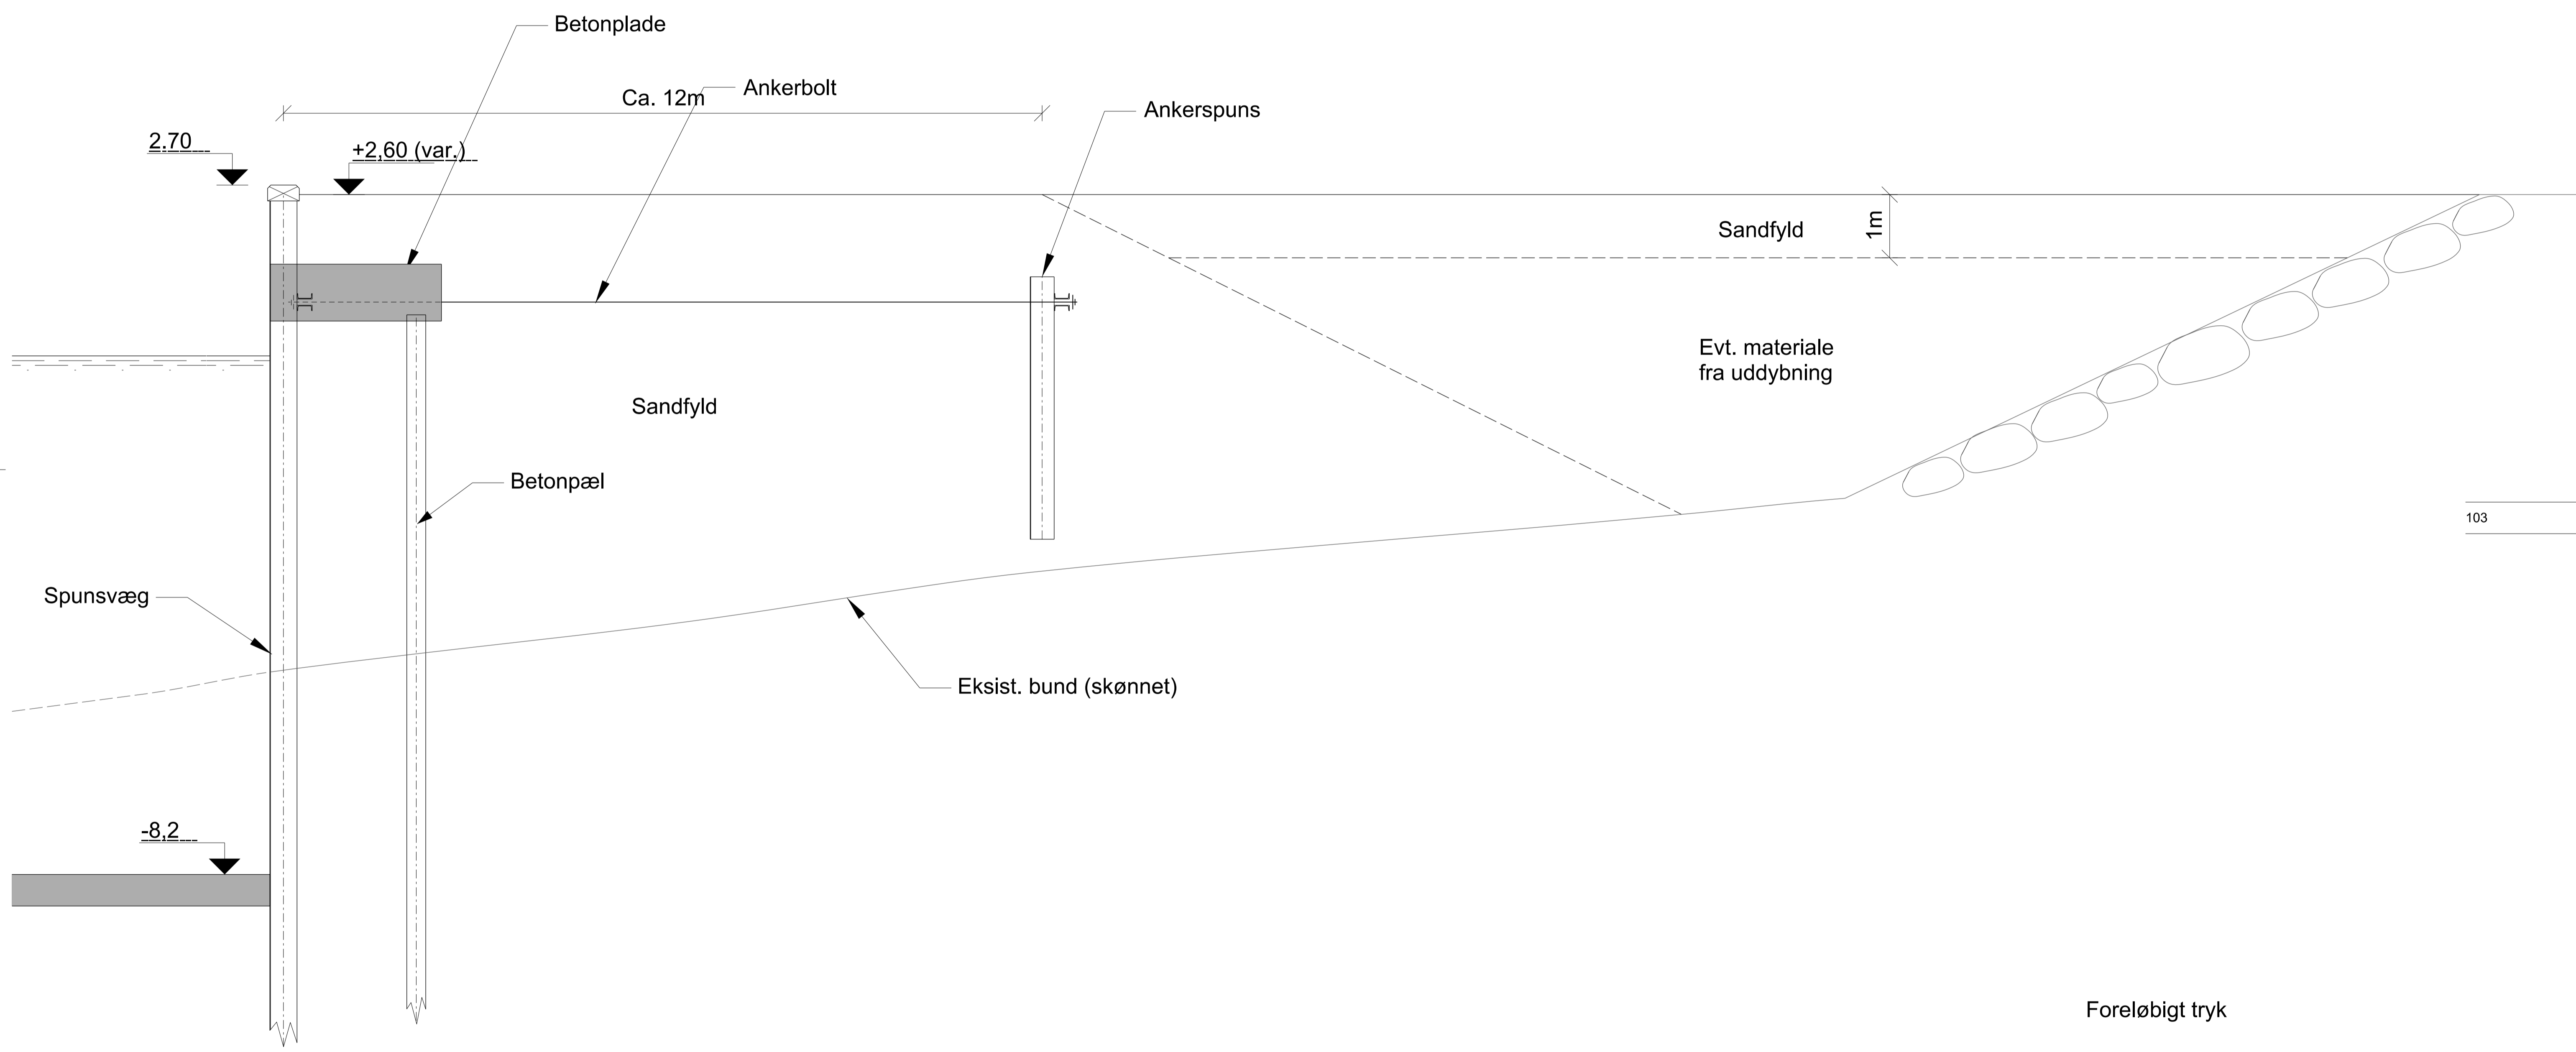 Betonplade
Ankerbolt
Ca. 12m
Ankerspuns
2.70
+2,60 (var.)
Sandfyld
1m
Evt. materiale
fra uddybning
Sandfyld
Betonpæl
103
Spunsvæg
Eksist. bund (skønnet)
-8,2
Foreløbigt tryk